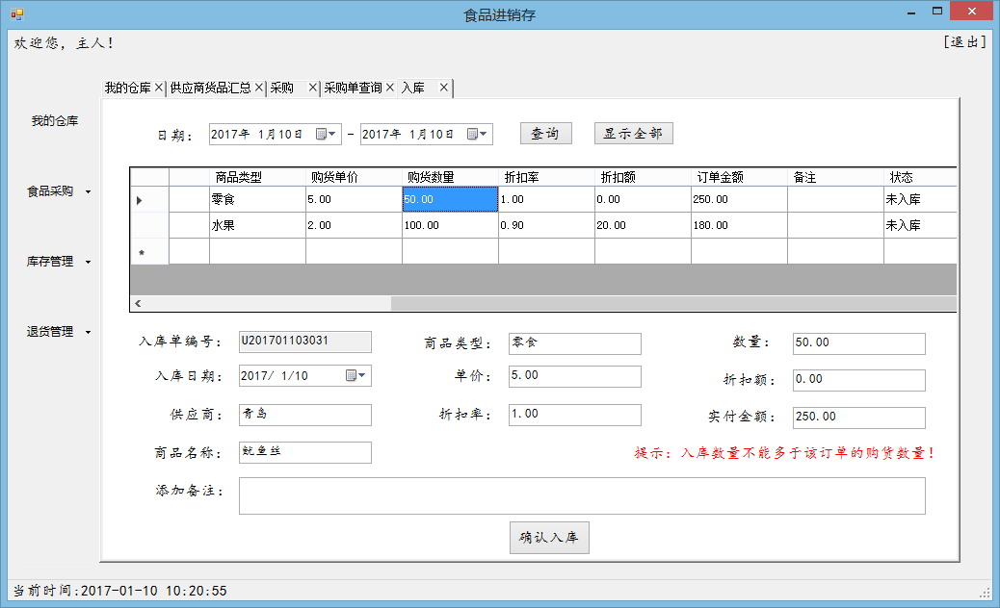 食品进销存
欢迎您，主人！ [退出]
我的仓库 供应商货品汇总 采购 采购单查询 入库
我的仓库
食品采购
库存管理
退货管理
日期： 2017年 1月10日 - 2017年 1月10日 查询 显示全部
商品类型 购货单价 购货数量 折扣率 折扣额 订单金额 备注 状态
零食 5.00 50.00 1.00 0.00 250.00 未入库
水果 2.00 100.00 0.90 20.00 180.00 未入库
入库单编号： U201701103031 商品类型： 零食 数量： 50.00
入库日期： 2017/ 1/10 单价： 5.00 折扣额： 0.00
供应商： 青岛 折扣率： 1.00 实付金额： 250.00
商品名称： 鱿鱼丝 提示：入库数量不能多于该订单的购货数量！
添加备注：
确认入库
当前时间:2017-01-10 10:20:55